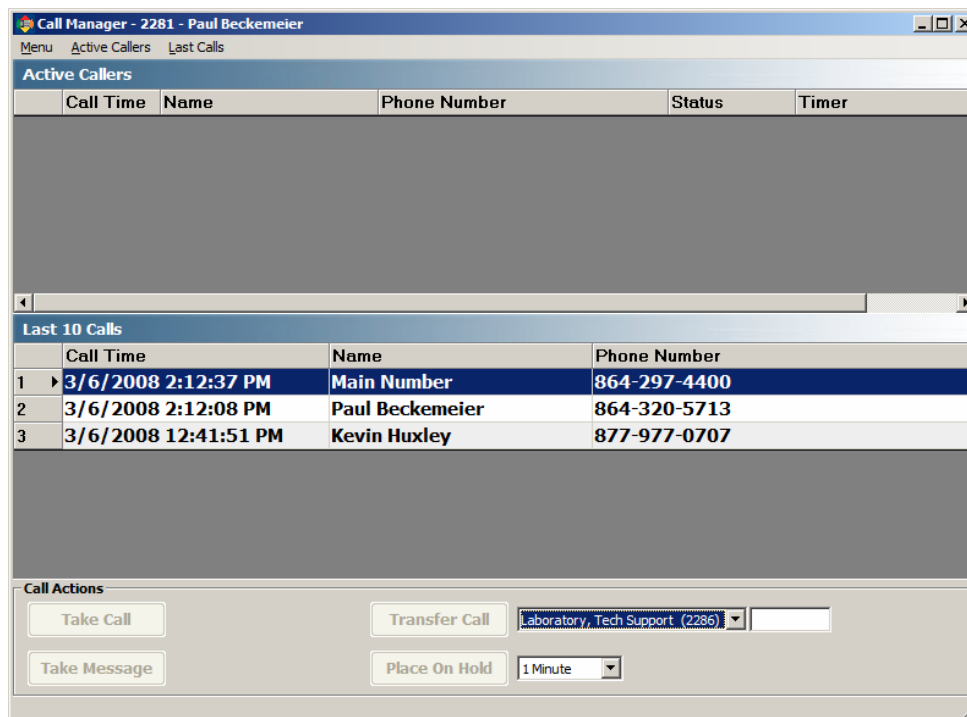 Call Manager - 2281 - Paul Beckemeier
Menu Active Callers Last Calls
Active Callers
Call Time Name Phone Number Status Timer
Last 10 Calls
Call Time Name Phone Number
1 3/6/2008 2:12:37 PM Main Number 864-297-4400
2 3/6/2008 2:12:08 PM Paul Beckemeier 864-320-5713
3 3/6/2008 12:41:51 PM Kevin Huxley 877-977-0707
Call Actions
Take Call Transfer Call Laboratory, Tech Support (2286)
Take Message Place On Hold 1 Minute